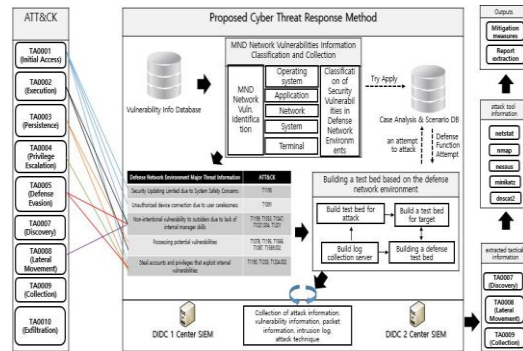 ATT&CK
TA0001
(Initial Access)
TA0002
(Execution)
TA0003
(Persistence)
TA0004
(Privilege
Escalation)
TA0005
(Defense
Evasion)
TA0007
(Discovery)
TA0008
(Lateral
Movement)
TA0009
(Collection)
TA0010
(Exfiltration)
Proposed Cyber Threat Response Method
Vulnerability Info Database
MND Network Vulnerabilities Information
Classification and Collection
MND
Network
Vuln.
Identifica
tion
Operating
system
Application
Network
System
Terminal
Classificati
on of
Security
Vulnerabili
ties in
Defense
Network
Environm
ents
Try Apply
Case Analysis & Scenario DB
an attempt
to attack
Defense
Function
Attempt
Defense Network Environment Major Threat Information
ATT&CK
Security Updating Limited due to System Safety Concerns
Unauthorized device connection due to user carelessness
Non-intentional vulnerability to outsiders due to lack of
internal manager skills
Possessing potential vulnerabilities
Steal accounts and privileges that exploit internal
vulnerabilities
Building a test bed based on the defense
network environment
Build test bed for
attack
Build a test bed for
target
Build log
collection server
Building a defense
test bed
DIDC 1 Center SIEM
Collection of attack information,
vulnerability information, packet
information, intrusion log,
attack technique
DIDC 2 Center SIEM
Outputs
Mitigation
measures
Report
extraction
attack tool
information
netstat
nmap
nessus
minikatz
dnscat2
extracted tactical
information
TA0007
(Discovery)
TA0008
(Lateral
Movement)
TA0009
(Collection)